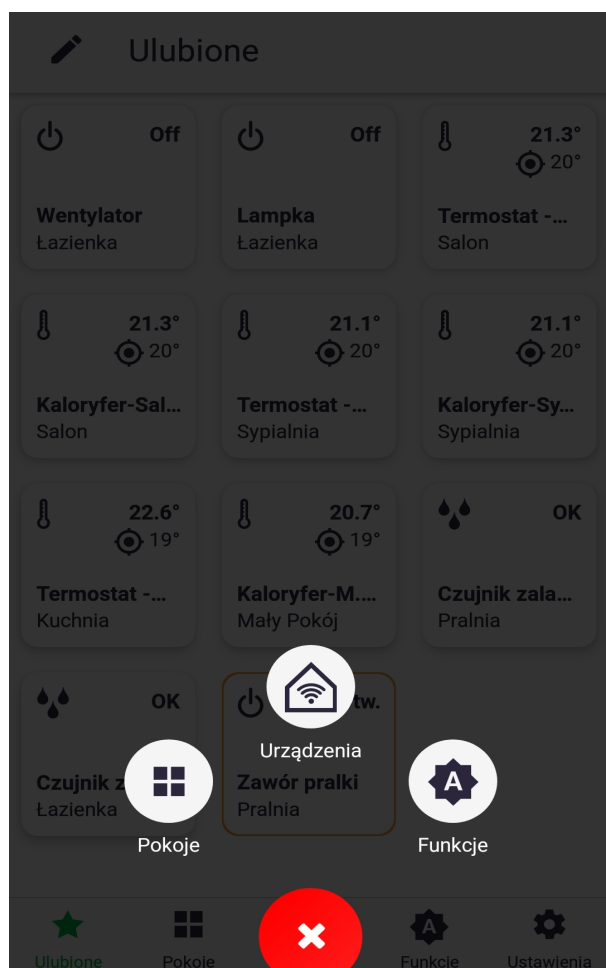 Ulubione
Off
Wentylator
Łazienka
Off
Lampka
Łazienka
21.3°
20°
Termostat -...
Salon
21.3°
20°
Kaloryfer-Sal...
Salon
21.1°
20°
Termostat -...
Sypialnia
21.1°
20°
Kaloryfer-Sy...
Sypialnia
22.6°
19°
Termostat -...
Kuchnia
20.7°
19°
Kaloryfer-M....
Mały Pokój
OK
Czujnik zala...
Pralnia
OK
Czujnik z
Łazienka
tw.
Zawór pralki
Pralnia
Urządzenia
Pokoje
A
Funkcje
Ulubione
Pokoje
A
Funkcje
Ustawienia